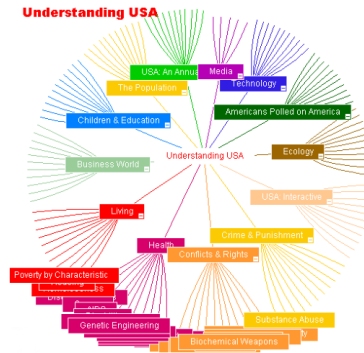 Understanding USA
USA: An Annua
Media
The Population
Technology
Children & Education
Americans Polled on America
Understanding USA
Ecology
Business World
USA: Interactive
Living
Crime & Punishment
Health
Conflicts & Rights
Poverty by Characteristic
Genetic Engineering
Substance Abuse
Biochemical Weapons